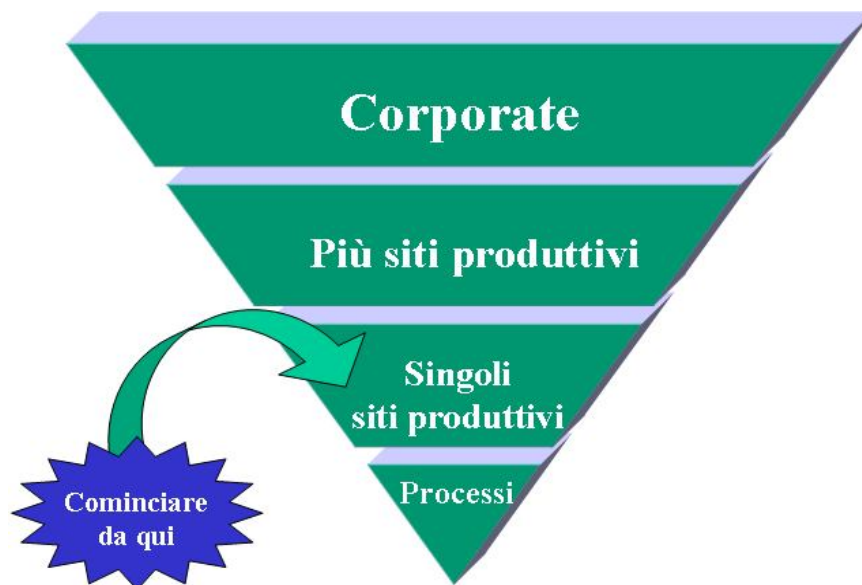 Corporate
Più siti produttivi
Singoli
siti produttivi
Processi
Cominciare
da qui